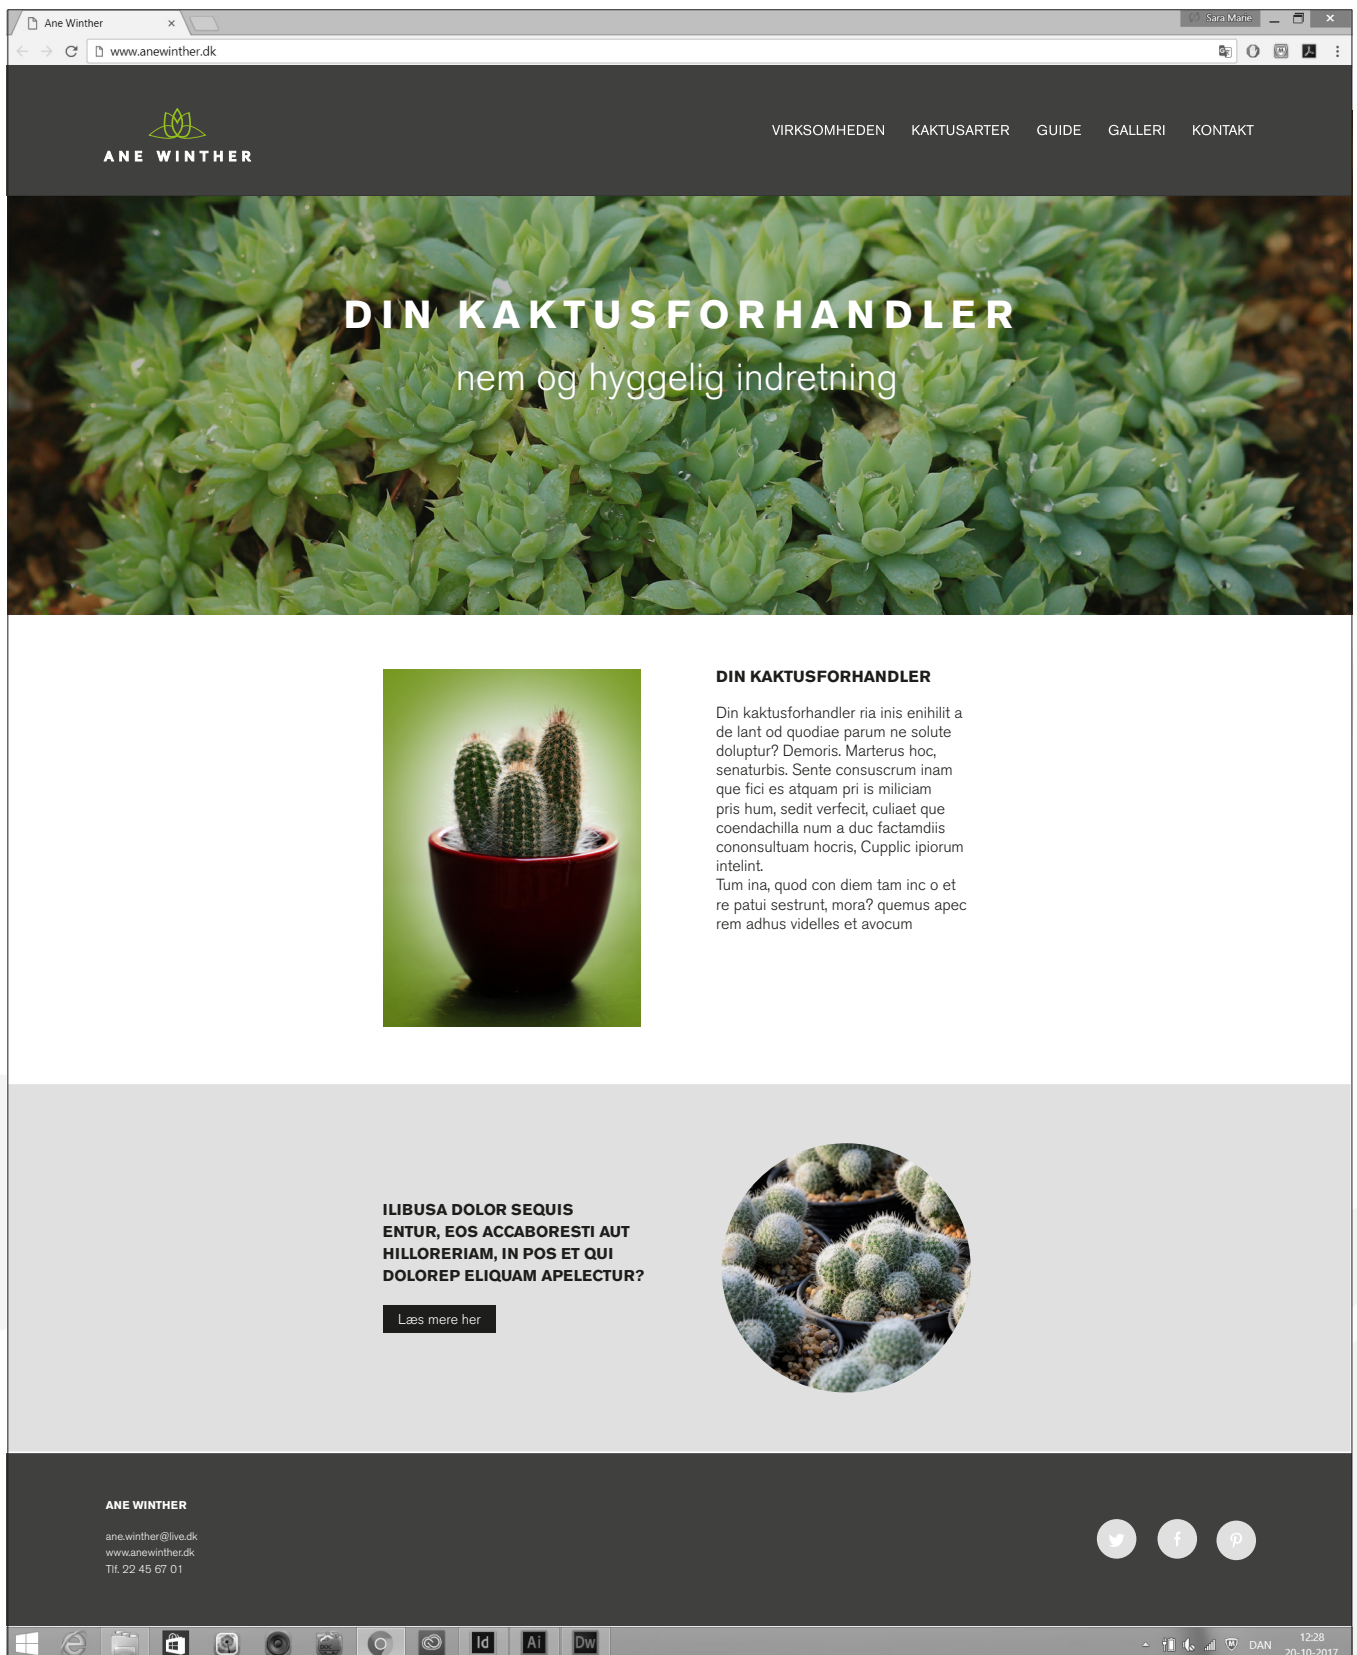 Ane Winther
Sara Marie
www.anewinther.dk
ANE WINTHER
VIRKSOMHEDEN KAKTUSARTER GUIDE GALLERI KONTAKT
DIN KAKTUSFORHANDLER
nem og hyggelig indretning
DIN KAKTUSFORHANDLER
Din kaktusforhandler ria inis enihilit a
de lant od quodiae parum ne solute
doluptur? Demoris. Marterus hoc,
senaturbis. Sente consuscrum inam
que fici es atquam pri is miliciam
pris hum, sedit verfecit, culiaet que
coendachilla num a duc factamdiis
cononsultuam hocris, Cupplic ipiorum
intelint.
Tum ina, quod con diem tam inc o et
re patui sestrunt, mora? quemus apec
rem adhus videlles et avocum
ILIBUSA DOLOR SEQUIS
ENTUR, EOS ACCABORESTI AUT
HILLORERIAM, IN POS ET QUI
DOLOREP ELIQUAM APELECTUR?
Læs mere her
ANE WINTHER
ane.winther@live.dk
www.anewinther.dk
Tlf. 22 45 67 01
Id Ai Dw
DAN
12:28
20-10-2017